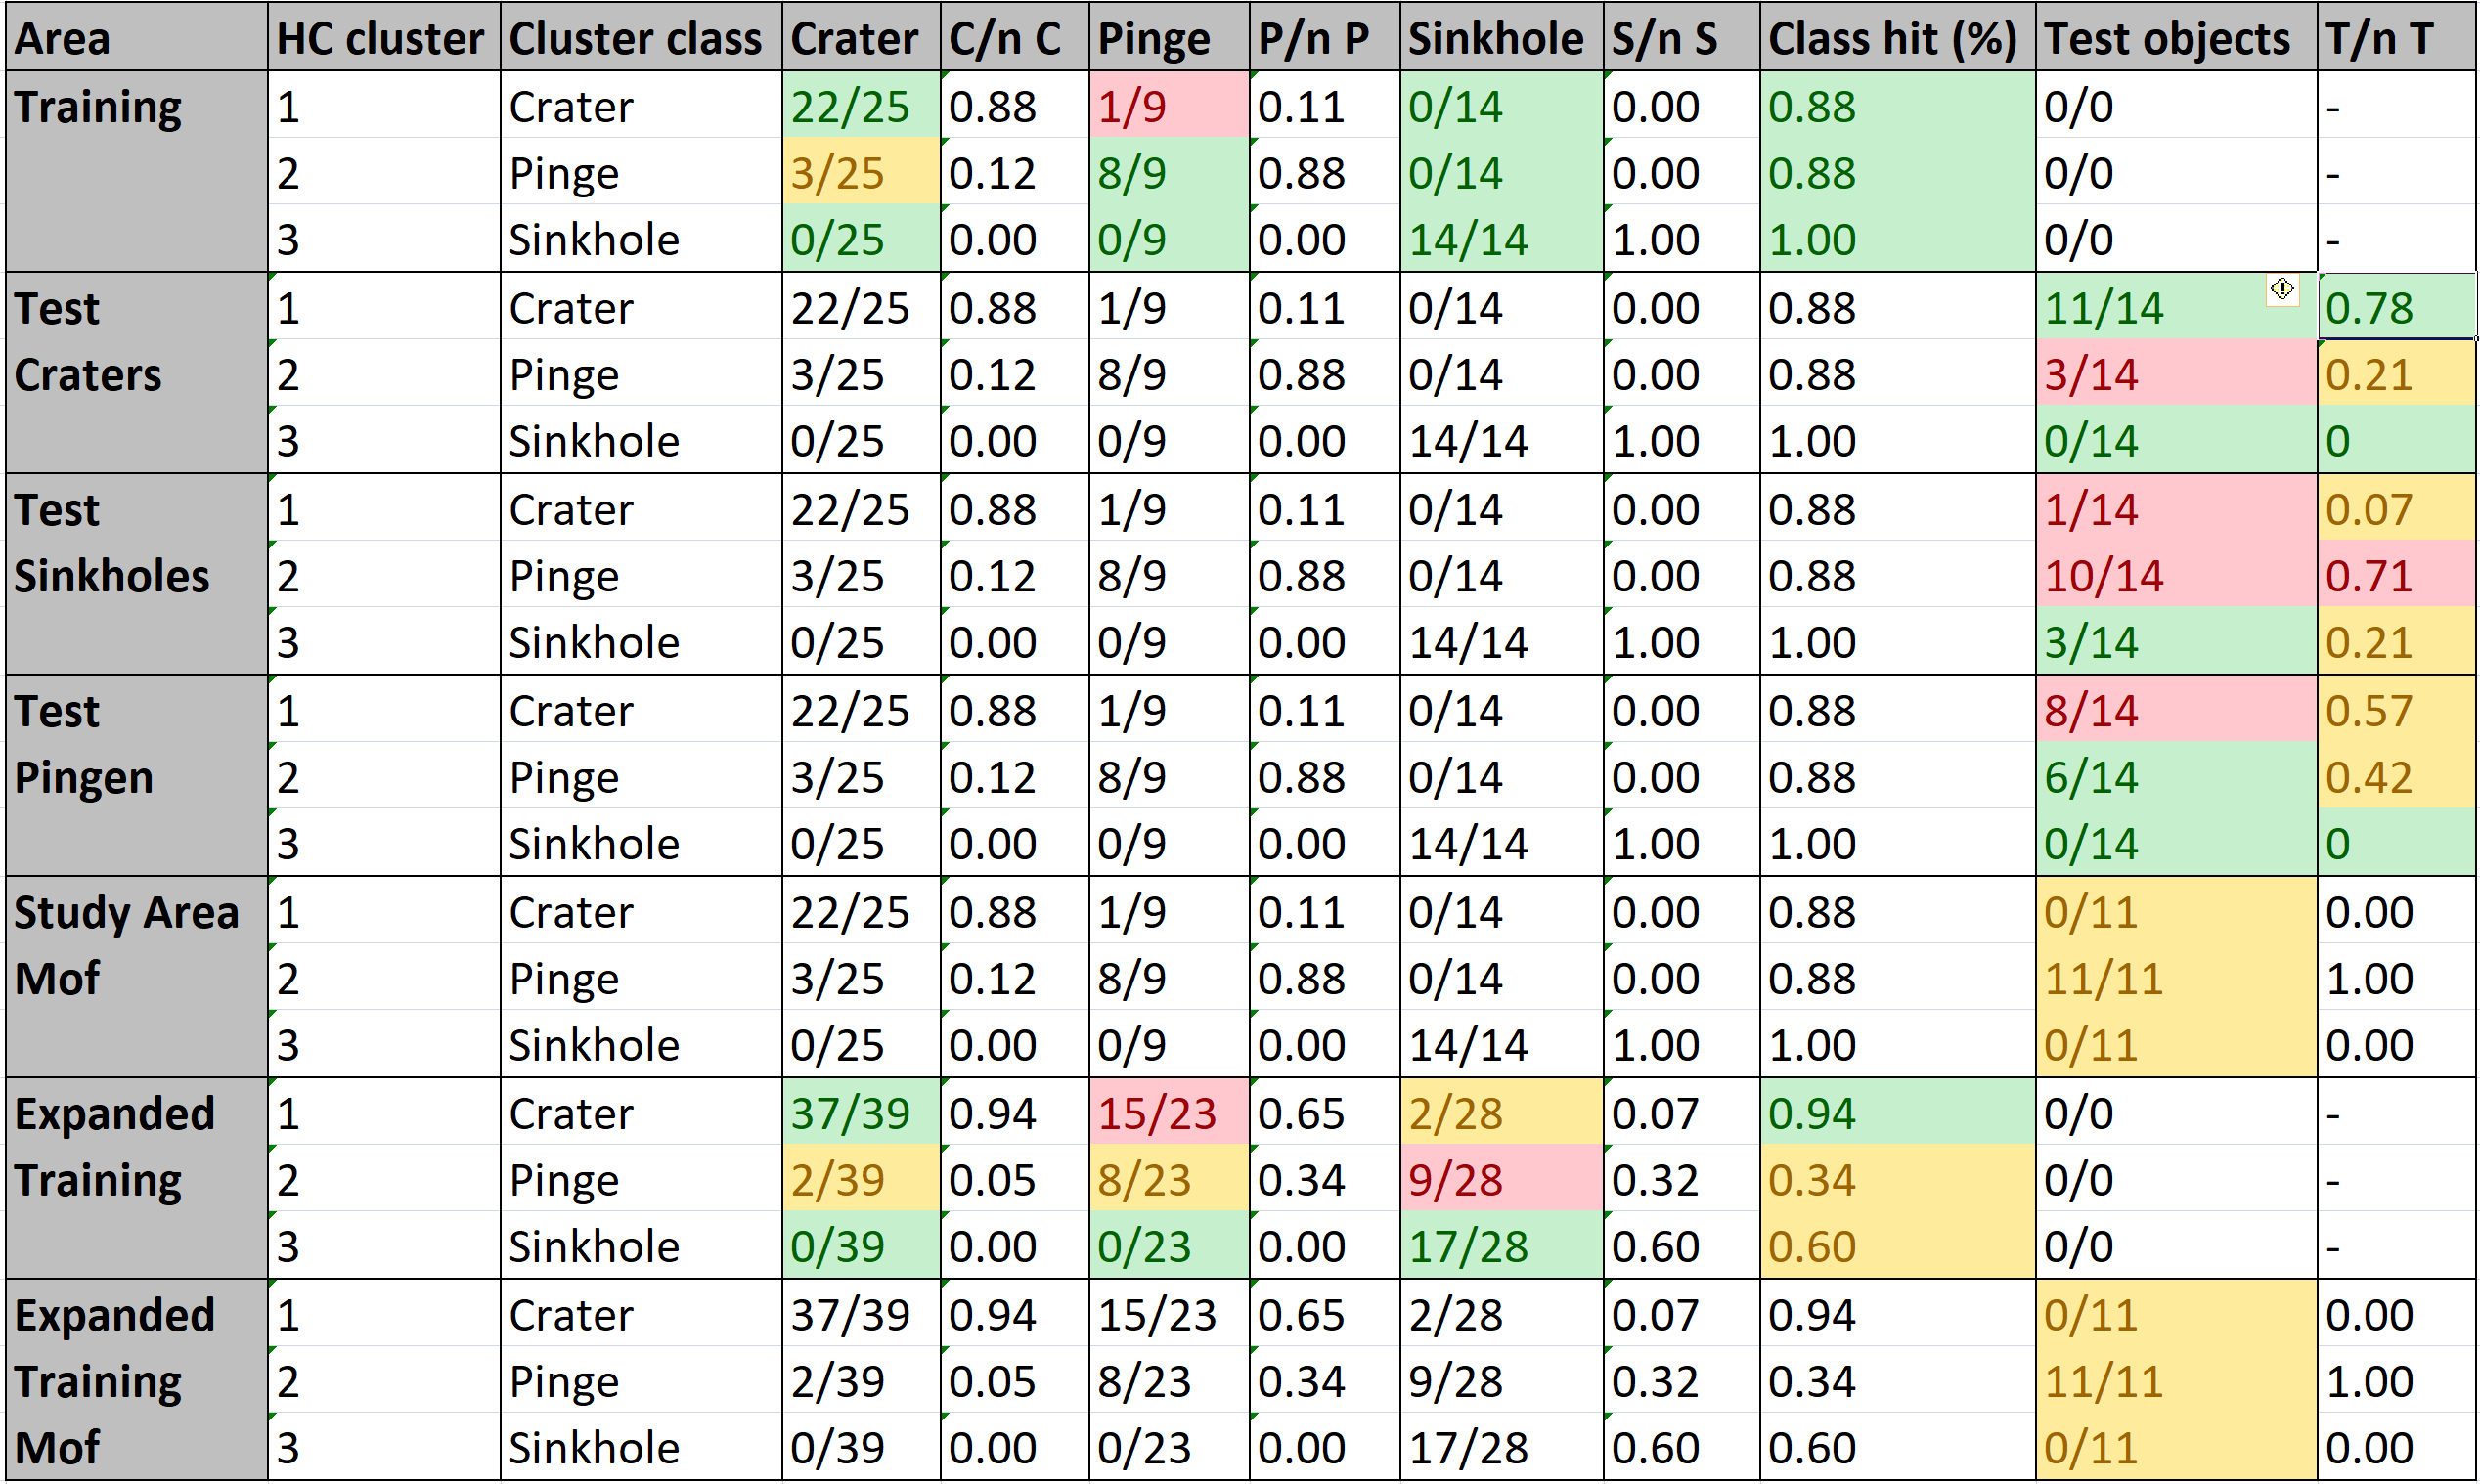 Area HC cluster Cluster class Crater C/n C Pinge P/n P Sinkhole S/n S Class hit (%) Test objects T/n T
Training 1 Crater 22/25 0.88 1/9 0.11 0/14 0.00 0.88 0/0 -
2 Pinge 3/25 0.12 8/9 0.88 0/14 0.00 0.88 0/0 -
3 Sinkhole 0/25 0.00 0/9 0.00 14/14 1.00 1.00 0/0 -
Test 1 Crater 22/25 0.88 1/9 0.11 0/14 0.00 0.88 11/14 0.78
Craters 2 Pinge 3/25 0.12 8/9 0.88 0/14 0.00 0.88 3/14 0.21
3 Sinkhole 0/25 0.00 0/9 0.00 14/14 1.00 1.00 0/14 0
Test 1 Crater 22/25 0.88 1/9 0.11 0/14 0.00 0.88 1/14 0.07
Sinkholes 2 Pinge 3/25 0.12 8/9 0.88 0/14 0.00 0.88 10/14 0.71
3 Sinkhole 0/25 0.00 0/9 0.00 14/14 1.00 1.00 3/14 0.21
Test 1 Crater 22/25 0.88 1/9 0.11 0/14 0.00 0.88 8/14 0.57
Pingen 2 Pinge 3/25 0.12 8/9 0.88 0/14 0.00 0.88 6/14 0.42
3 Sinkhole 0/25 0.00 0/9 0.00 14/14 1.00 1.00 0/14 0
Study Area 1 Crater 22/25 0.88 1/9 0.11 0/14 0.00 0.88 0/11 0.00
Mof 2 Pinge 3/25 0.12 8/9 0.88 0/14 0.00 0.88 11/11 1.00
3 Sinkhole 0/25 0.00 0/9 0.00 14/14 1.00 1.00 0/11 0.00
Expanded 1 Crater 37/39 0.94 15/23 0.65 2/28 0.07 0.94 0/0 -
Training 2 Pinge 2/39 0.05 8/23 0.34 9/28 0.32 0.34 0/0 -
3 Sinkhole 0/39 0.00 0/23 0.00 17/28 0.60 0.60 0/0 -
Expanded 1 Crater 37/39 0.94 15/23 0.65 2/28 0.07 0.94 0/11 0.00
Training 2 Pinge 2/39 0.05 8/23 0.34 9/28 0.32 0.34 11/11 1.00
Mof 3 Sinkhole 0/39 0.00 0/23 0.00 17/28 0.60 0.60 0/11 0.00